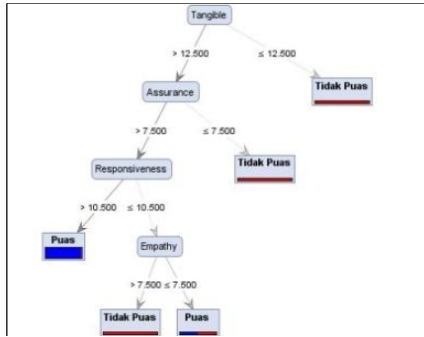 Tangible
> 12.500 ≤ 12.500
Assurance Tidak Puas
> 7.500 ≤ 7.500
Responsiveness Tidak Puas
> 10.500 ≤ 10.500
Puas Empathy
> 7.500 ≤ 7.500
Tidak Puas Puas